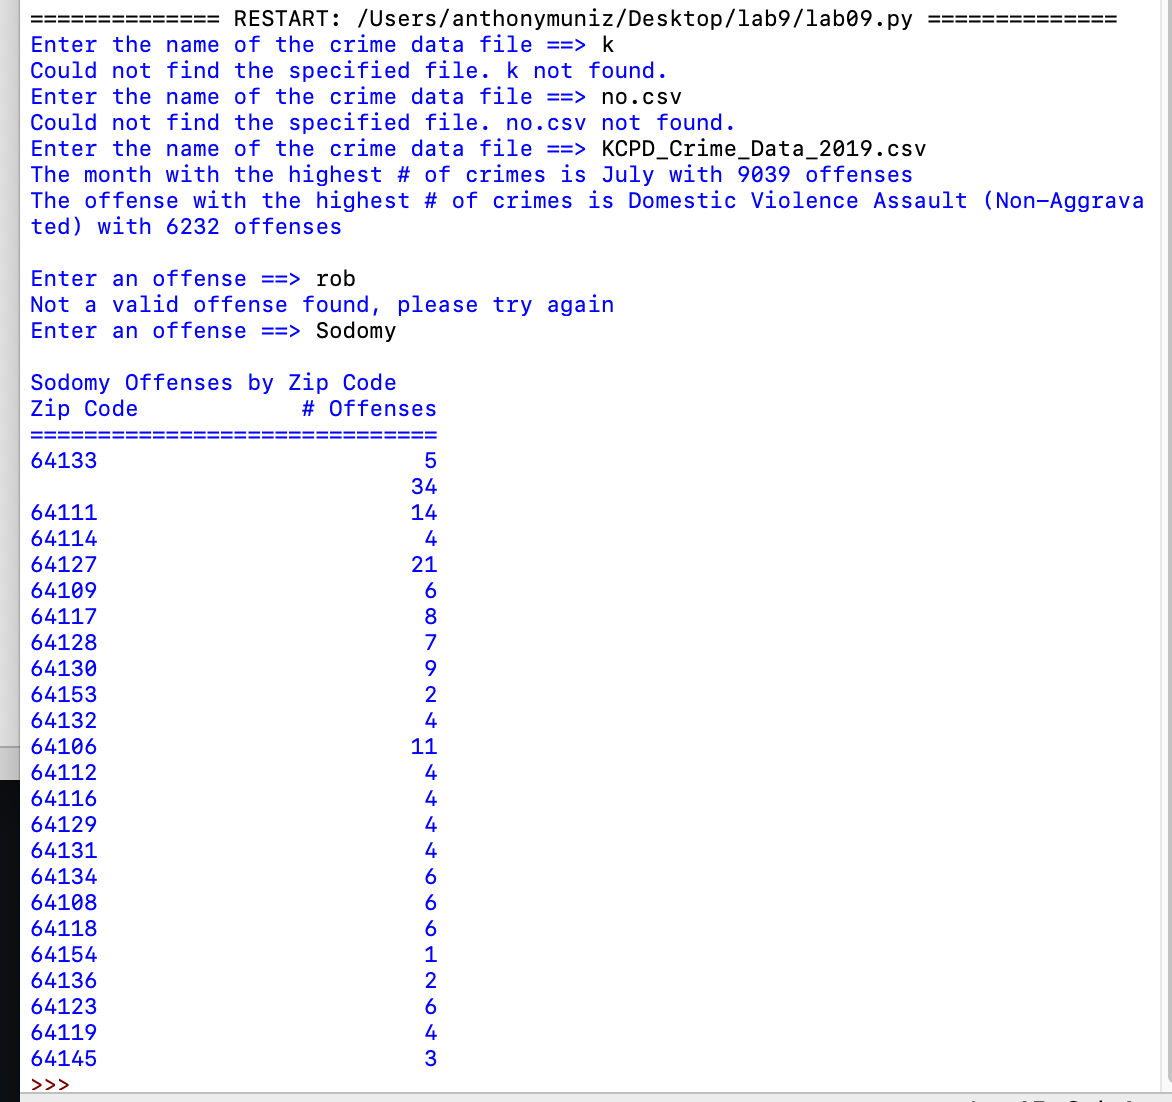 ============== RESTART: /Users/anthonymuniz/Desktop/lab9/lab09.py ==============
Enter the name of the crime data file ==> k
Could not find the specified file. k not found.
Enter the name of the crime data file ==> no.csv
Could not find the specified file. no.csv not found.
Enter the name of the crime data file ==> KCPD_Crime_Data_2019.csv
The month with the highest # of crimes is July with 9039 offenses
The offense with the highest # of crimes is Domestic Violence Assault (Non-Aggrava
ted) with 6232 offenses
Enter an offense ==> rob
Not a valid offense found, please try again
Enter an offense ==> Sodomy
Sodomy Offenses by Zip Code
Zip Code            # Offenses
==============================
64133                        5
                            34
64111                       14
64114                        4
64127                       21
64109                        6
64117                        8
64128                        7
64130                        9
64153                        2
64132                        4
64106                       11
64112                        4
64116                        4
64129                        4
64131                        4
64134                        6
64108                        6
64118                        6
64154                        1
64136                        2
64123                        6
64119                        4
64145                        3
>>>